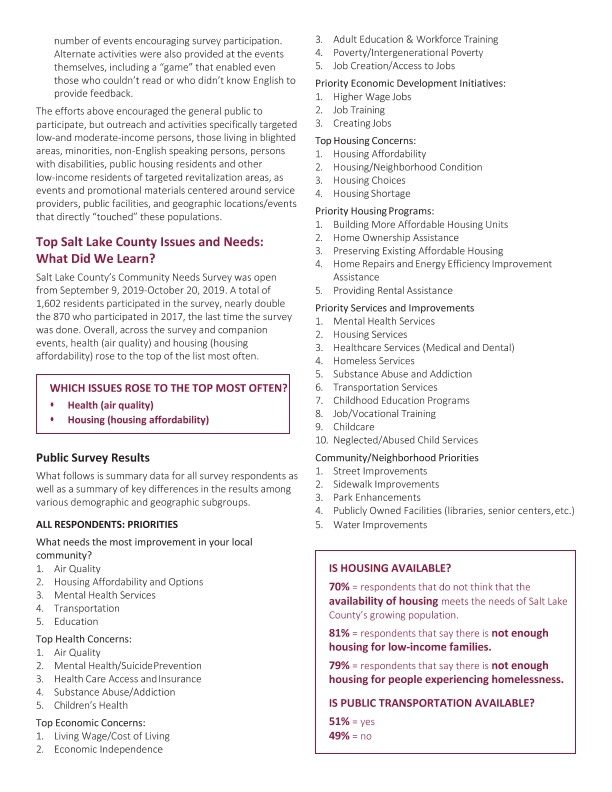 number of events encouraging survey participation.
Alternate activities were also provided at the events
themselves, including a “game” that enabled even
those who couldn’t read or who didn’t know English to
provide feedback.
The efforts above encouraged the general public to
participate, but outreach and activities specifically targeted
low-and moderate-income persons, those living in blighted
areas, minorities, non-English speaking persons, persons
with disabilities, public housing residents and other
low-income residents of targeted revitalization areas, as
events and promotional materials centered around service
providers, public facilities, and geographic locations/events
that directly “touched” these populations.
Top Salt Lake County Issues and Needs:
What Did We Learn?
Salt Lake County’s Community Needs Survey was open
from September 9, 2019-October 20, 2019. A total of
1,602 residents participated in the survey, nearly double
the 870 who participated in 2017, the last time the survey
was done. Overall, across the survey and companion
events, health (air quality) and housing (housing
affordability) rose to the top of the list most often.
WHICH ISSUES ROSE TO THE TOP MOST OFTEN?
• Health (air quality)
• Housing (housing affordability)
Public Survey Results
What follows is summary data for all survey respondents as
well as a summary of key differences in the results among
various demographic and geographic subgroups.
ALL RESPONDENTS: PRIORITIES
What needs the most improvement in your local
community?
1. Air Quality
2. Housing Affordability and Options
3. Mental Health Services
4. Transportation
5. Education
Top Health Concerns:
1. Air Quality
2. Mental Health/Suicide Prevention
3. Health Care Access and Insurance
4. Substance Abuse/Addiction
5. Children’s Health
Top Economic Concerns:
1. Living Wage/Cost of Living
2. Economic Independence
3. Adult Education & Workforce Training
4. Poverty/Intergenerational Poverty
5. Job Creation/Access to Jobs
Priority Economic Development Initiatives:
1. Higher Wage Jobs
2. Job Training
3. Creating Jobs
Top Housing Concerns:
1. Housing Affordability
2. Housing/Neighborhood Condition
3. Housing Choices
4. Housing Shortage
Priority Housing Programs:
1. Building More Affordable Housing Units
2. Home Ownership Assistance
3. Preserving Existing Affordable Housing
4. Home Repairs and Energy Efficiency Improvement
Assistance
5. Providing Rental Assistance
Priority Services and Improvements
1. Mental Health Services
2. Housing Services
3. Healthcare Services (Medical and Dental)
4. Homeless Services
5. Substance Abuse and Addiction
6. Transportation Services
7. Childhood Education Programs
8. Job/Vocational Training
9. Childcare
10. Neglected/Abused Child Services
Community/Neighborhood Priorities
1. Street Improvements
2. Sidewalk Improvements
3. Park Enhancements
4. Publicly Owned Facilities (libraries, senior centers, etc.)
5. Water Improvements
IS HOUSING AVAILABLE?
70% = respondents that do not think that the
availability of housing meets the needs of Salt Lake
County’s growing population.
81% = respondents that say there is not enough
housing for low-income families.
79% = respondents that say there is not enough
housing for people experiencing homelessness.
IS PUBLIC TRANSPORTATION AVAILABLE?
51% = yes
49% = no